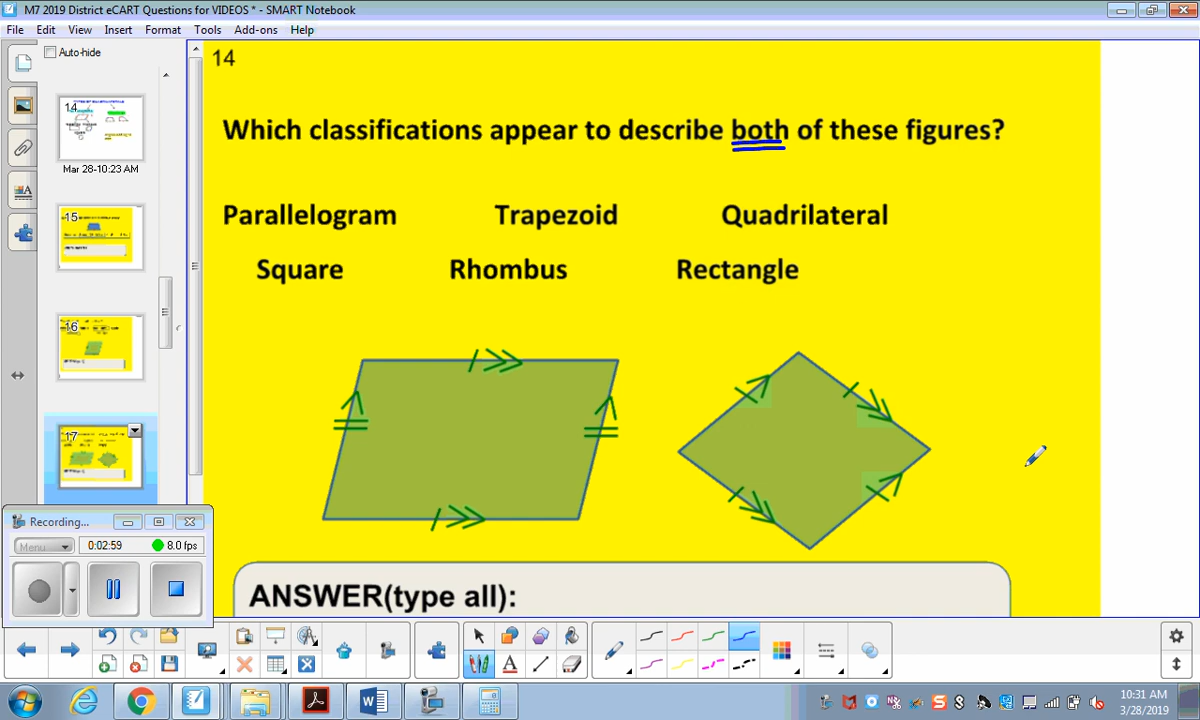 M7 2019 District eCART Questions for VIDEOS * - SMART Notebook
File Edit View Insert Format Tools Add-ons Help
Auto-hide
14
Which classifications appear to describe both of these figures?
Parallelogram Trapezoid Quadrilateral
Square Rhombus Rectangle
14
Mar 28-10:23 AM
15
16
17
Recording...
Menu 0:02:59 8.0 fps
ANSWER(type all):
10:31 AM
3/28/2019